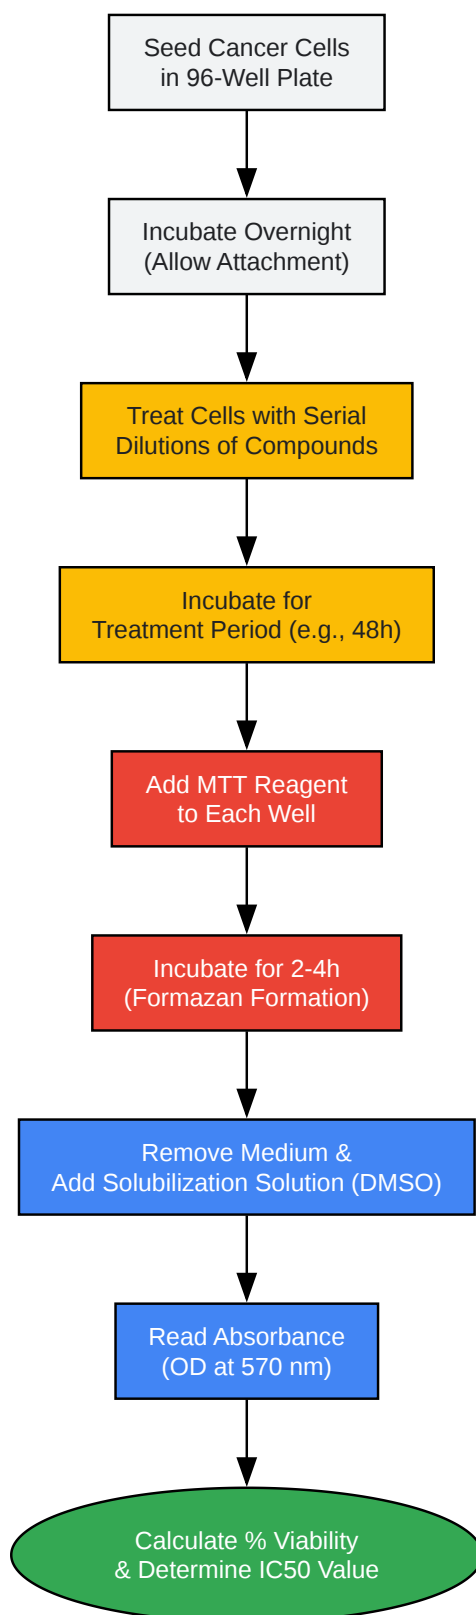 Seed Cancer Cells
in 96-Well Plate
Incubate Overnight
(Allow Attachment)
Treat Cells with Serial
Dilutions of Compounds
Incubate for
Treatment Period (e.g., 48h)
Add MTT Reagent
to Each Well
Incubate for 2-4h
(Formazan Formation)
Remove Medium &
Add Solubilization Solution (DMSO)
Read Absorbance
(OD at 570 nm)
Calculate % Viability
& Determine IC50 Value